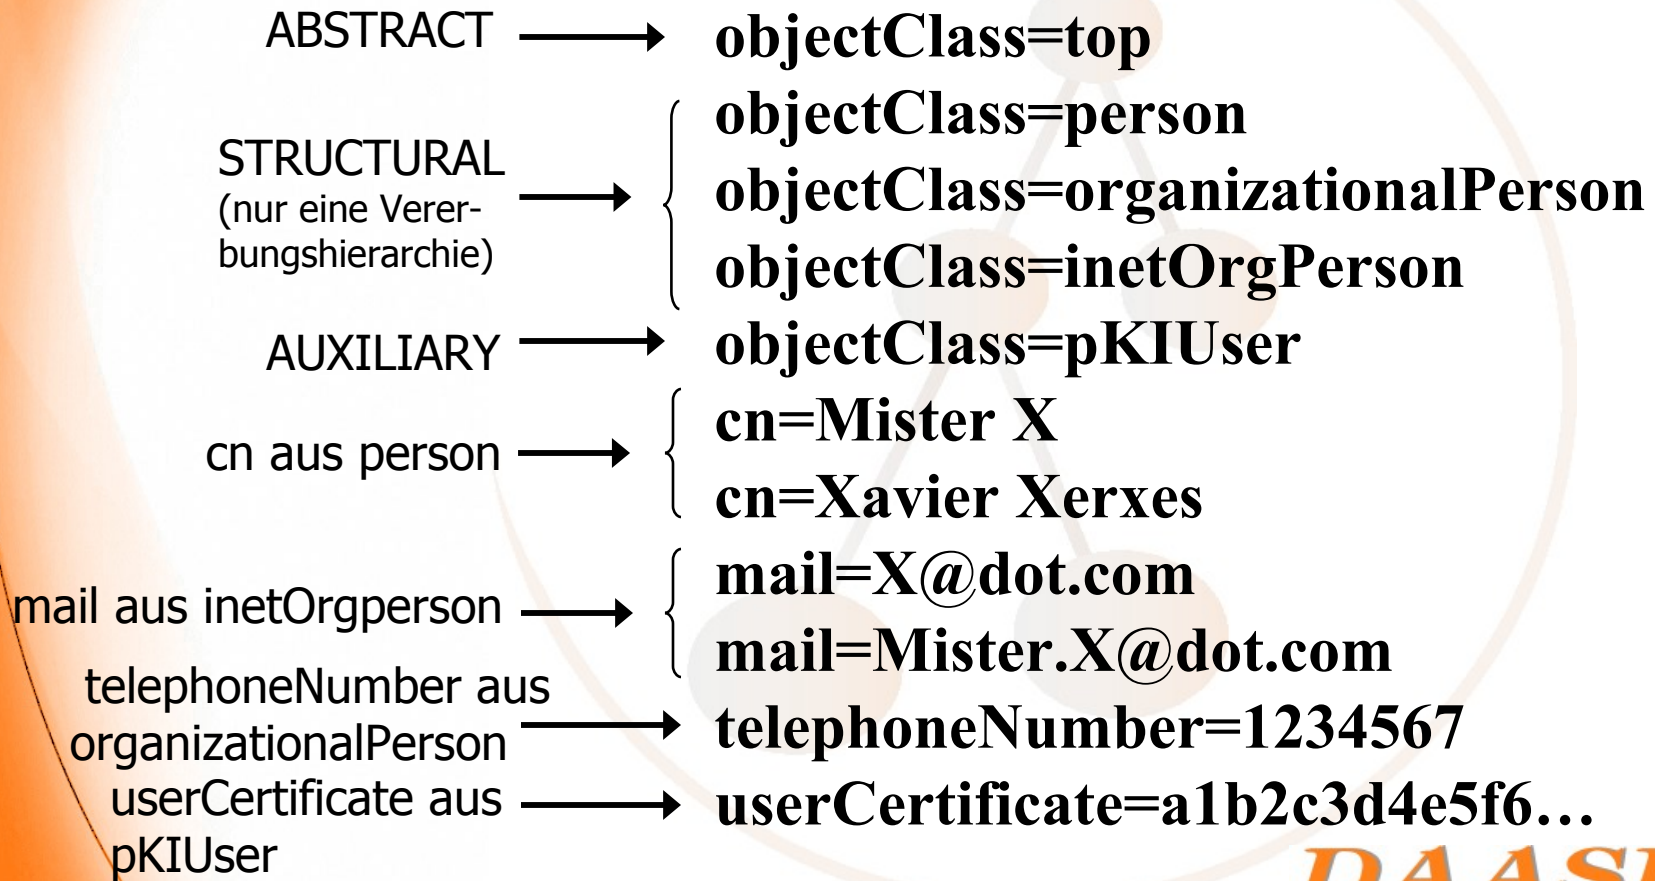 ABSTRACT
objectClass=top
STRUCTURAL
(nur eine Verer-
bungshierarchie)
objectClass=person
objectClass=organizationalPerson
objectClass=inetOrgPerson
AUXILIARY
objectClass=pKIUser
cn aus person
cn=Mister X
cn=Xavier Xerxes
mail aus inetOrgperson
mail=X@dot.com
mail=Mister.X@dot.com
telephoneNumber aus
organizationalPerson
telephoneNumber=1234567
userCertificate aus
pKIUser
userCertificate=a1b2c3d4e5f6…